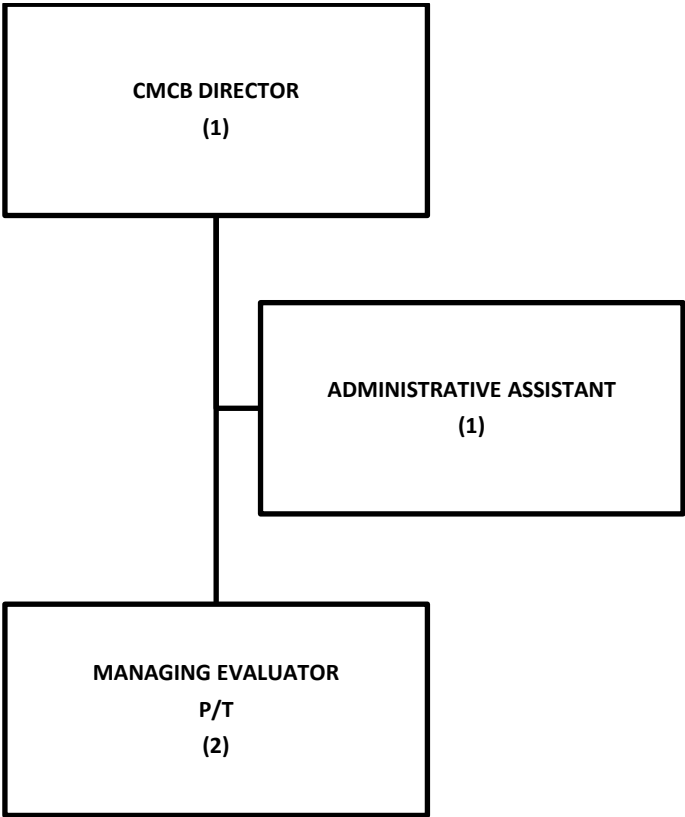 CMCB DIRECTOR
(1)
ADMINISTRATIVE ASSISTANT
(1)
MANAGING EVALUATOR
P/T
(2)